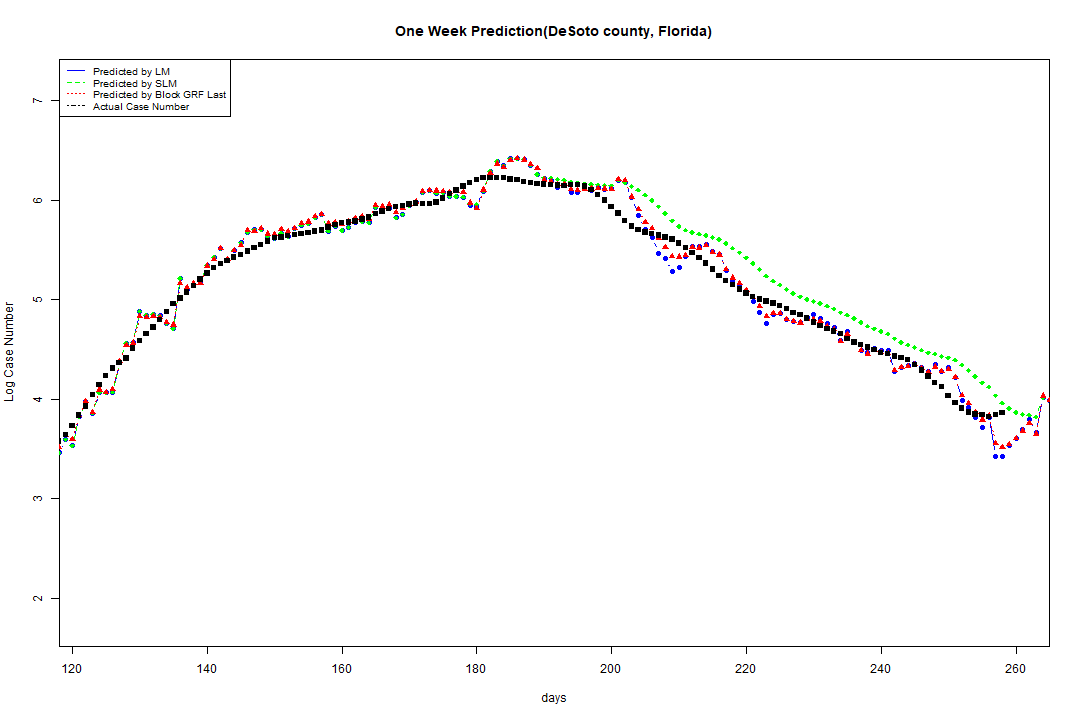 One Week Prediction(DeSoto county, Florida)
Predicted by LM
Predicted by SLM
Predicted by Block GRF Last
Actual Case Number
7
6
5
4
3
2
Log Case Number
120 140 160 180 200 220 240 260
days